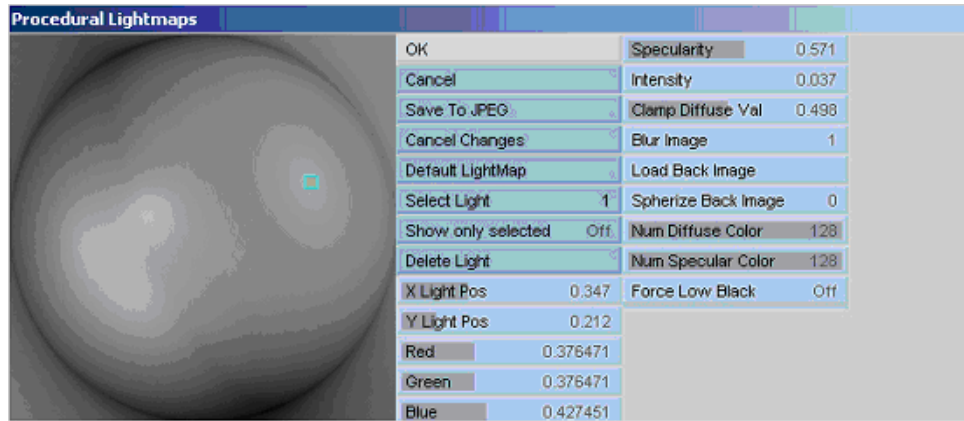 Procedural Lightmaps
OK
Cancel
Save To JPEG
Cancel Changes
Default LightMap
Select Light 1
Show only selected Off
Delete Light
X Light Pos 0.347
Y Light Pos 0.212
Red 0.376471
Green 0.376471
Blue 0.427451
Specularity 0.571
Intensity 0.037
Clamp Diffuse Val 0.498
Blur Image 1
Load Back Image
Spherize Back Image 0
Num Diffuse Color 128
Num Specular Color 128
Force Low Black Off